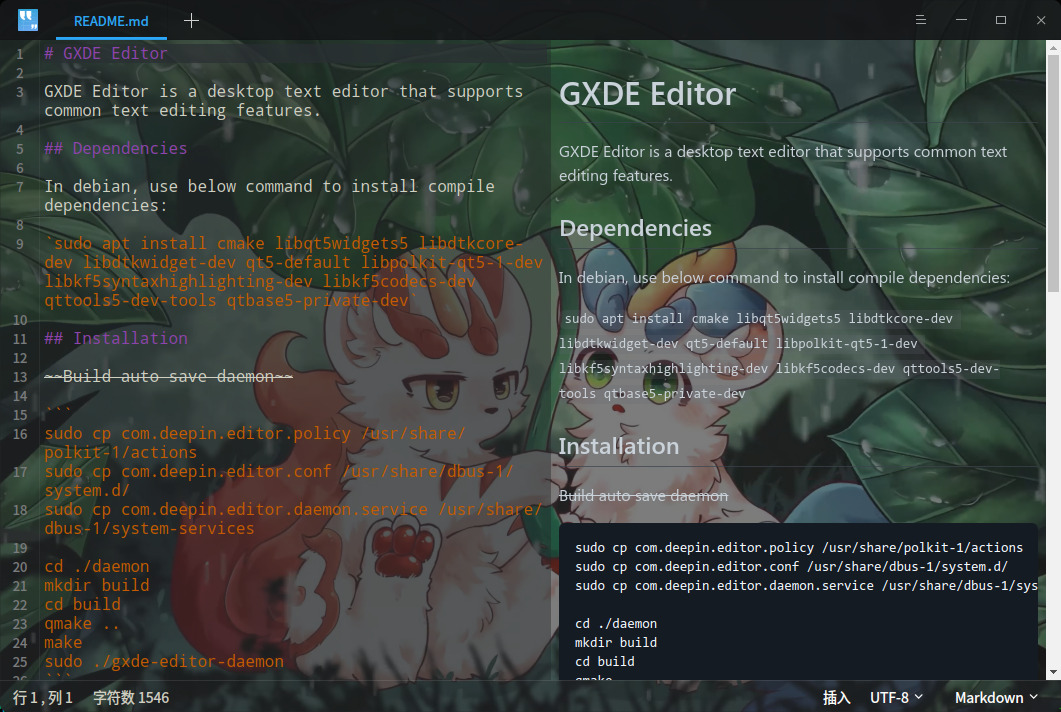 README.md
1 # GXDE Editor
2
3 GXDE Editor is a desktop text editor that supports
common text editing features.
4
5 ## Dependencies
6
7 In debian, use below command to install compile
dependencies:
8
9 `sudo apt install cmake libqt5widgets5 libdtkcore-
dev libdtkwidget-dev qt5-default libpolkit-qt5-1-dev
libkf5syntaxhighlighting-dev libkf5codecs-dev
qttools5-dev-tools qtbase5-private-dev`
10
11 ## Installation
12
13 ~~Build auto save daemon~~
14
15 ```
16 sudo cp com.deepin.editor.policy /usr/share/
polkit-1/actions
17 sudo cp com.deepin.editor.conf /usr/share/dbus-1/
system.d/
18 sudo cp com.deepin.editor.daemon.service /usr/share/
dbus-1/system-services
19
20 cd ./daemon
21 mkdir build
22 cd build
23 qmake ..
24 make
25 sudo ./gxde-editor-daemon
26 ```
GXDE Editor
GXDE Editor is a desktop text editor that supports common text
editing features.
Dependencies
In debian, use below command to install compile dependencies:
sudo apt install cmake libqt5widgets5 libdtkcore-dev
libdtkwidget-dev qt5-default libpolkit-qt5-1-dev
libkf5syntaxhighlighting-dev libkf5codecs-dev qttools5-dev-
tools qtbase5-private-dev
Installation
Build auto save daemon
sudo cp com.deepin.editor.policy /usr/share/polkit-1/actions
sudo cp com.deepin.editor.conf /usr/share/dbus-1/system.d/
sudo cp com.deepin.editor.daemon.service /usr/share/dbus-1/sys
cd ./daemon
mkdir build
cd build
qmake
行 1 , 列 1 字符数 1546
插入 UTF-8 Markdown